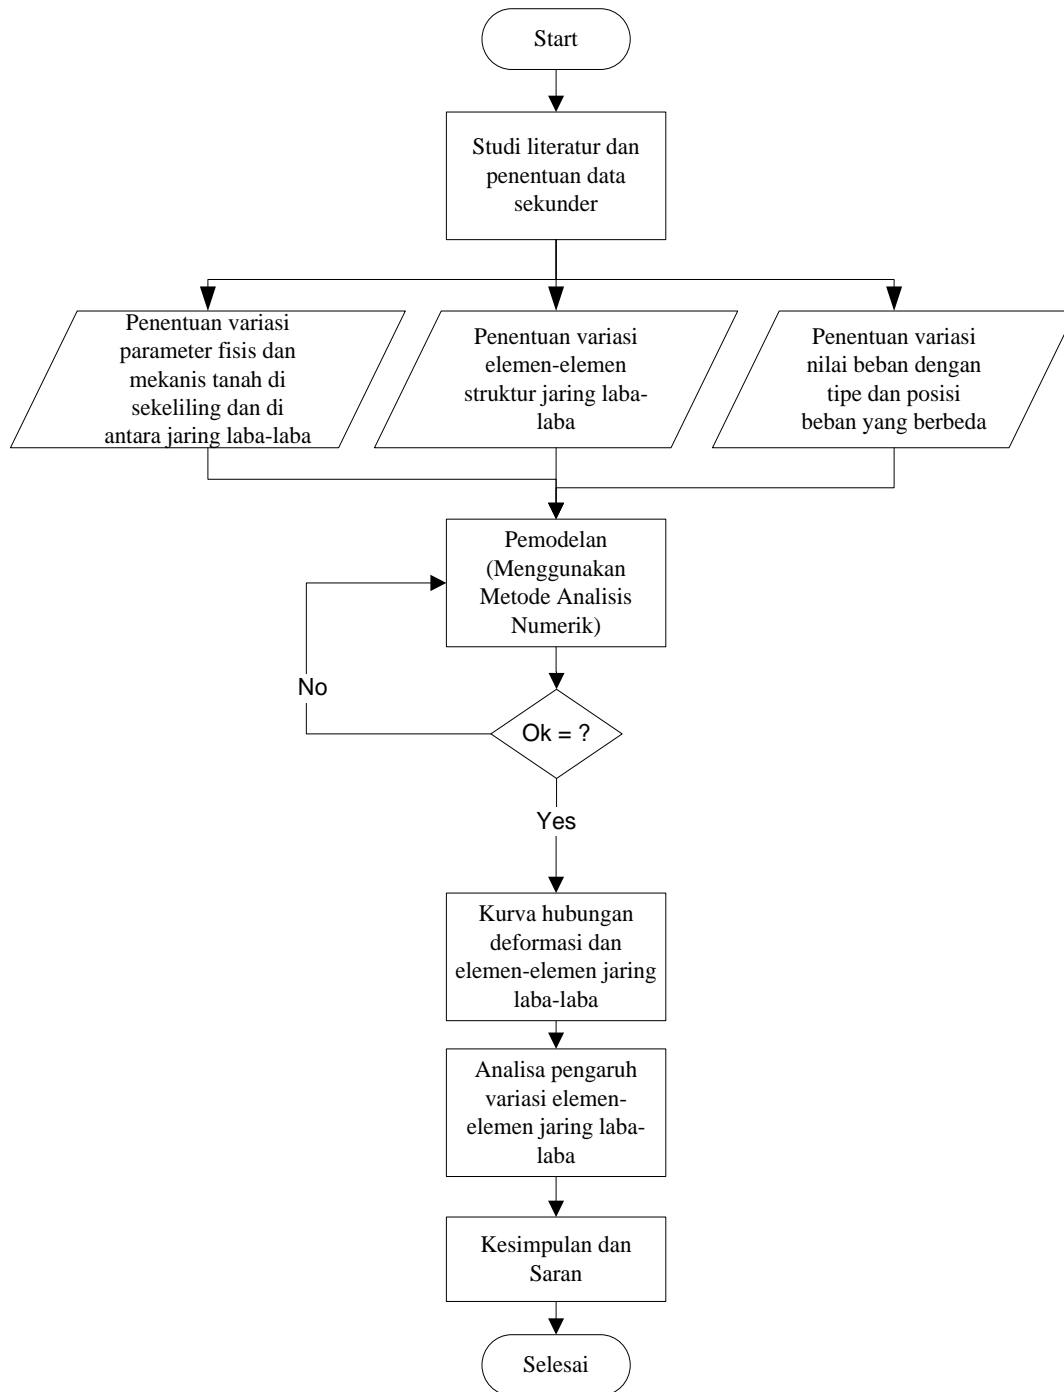 Start
Studi literatur dan
penentuan data
sekunder
Penentuan variasi
parameter fisis dan
mekanis tanah di
sekeliling dan di
antara jaring laba-laba
Penentuan variasi
elemen-elemen
struktur jaring laba-
laba
Penentuan variasi
nilai beban dengan
tipe dan posisi
beban yang berbeda
Pemodelan
(Menggunakan
Metode Analisis
Numerik)
No
Ok = ?
Yes
Kurva hubungan
deformasi dan
elemen-elemen jaring
laba-laba
Analisa pengaruh
variasi elemen-
elemen jaring laba-
laba
Kesimpulan dan
Saran
Selesai